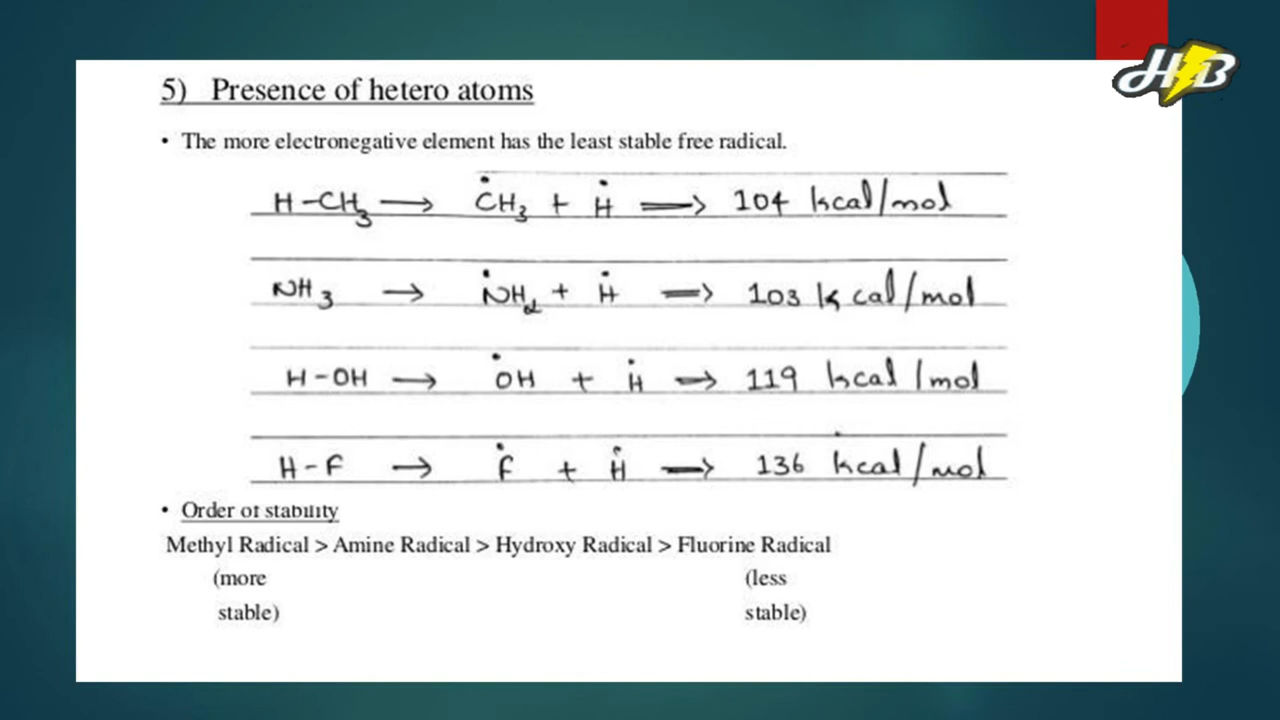 HB
5) Presence of hetero atoms
• The more electronegative element has the least stable free radical.
H-CH₃ → ĊH₃ + Ḣ ⟹ 104 kcal/mol
NH₃ → ṄH₂ + Ḣ ⟹ 103 kcal/mol
H-OH → ȮH + Ḣ ⟹ 119 kcal/mol
H-F → Ḟ + Ḣ ⟹ 136 kcal/mol
• Order of stability
Methyl Radical > Amine Radical > Hydroxy Radical > Fluorine Radical
(more (less
stable) stable)